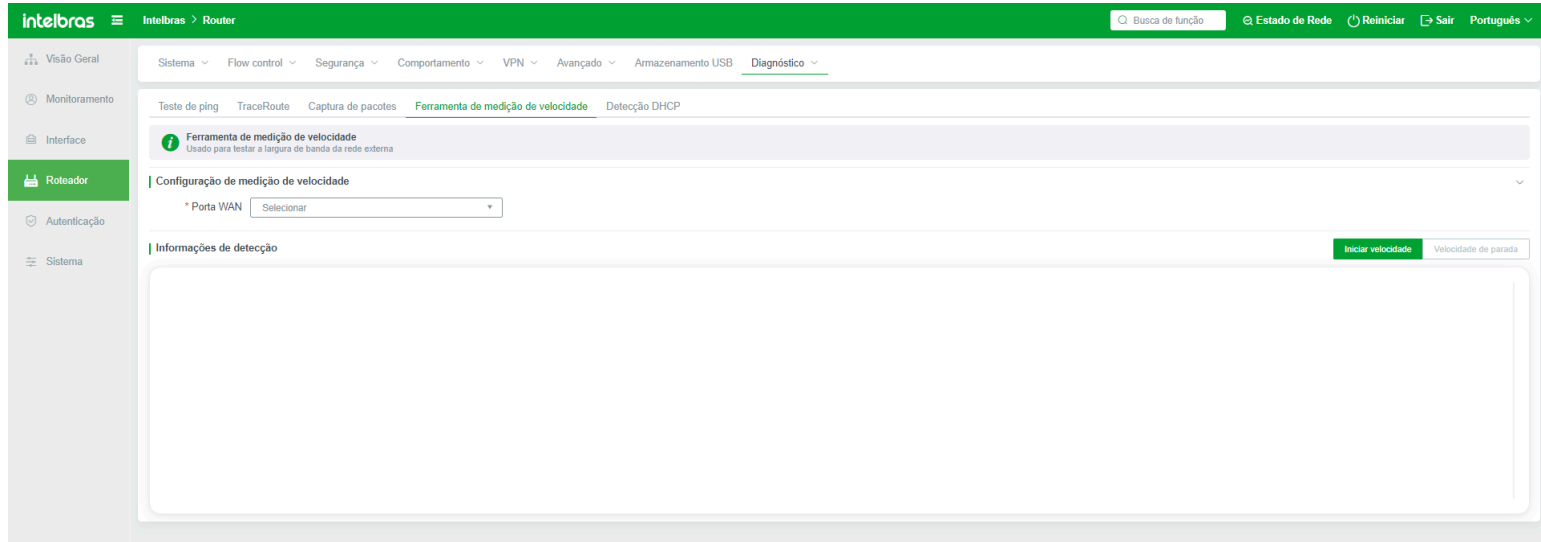 intelbras Intelbras > Router Busca de função Estado de Rede Reiniciar Sair Português
Visão Geral
Monitoramento
Interface
Roteador
Autenticação
Sistema
Sistema Flow control Segurança Comportamento VPN Avançado Armazenamento USB Diagnóstico
Teste de ping TraceRoute Captura de pacotes Ferramenta de medição de velocidade Detecção DHCP
Ferramenta de medição de velocidade
Usado para testar a largura de banda da rede externa
Configuração de medição de velocidade
* Porta WAN Selecionar
Informações de detecção Iniciar velocidade Velocidade de parada